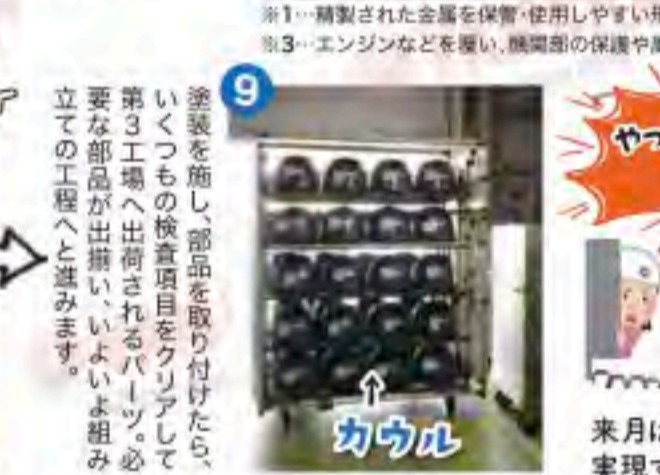 ※1…精製された金属を保管・使用しやすい形
※3…エンジンなどを覆い、機関部の保護や
9
塗装を施し、部品を取り付けたら、
いくつもの検査項目をクリアして
第3工場へ出荷されるパーツ。必
要な部品が出揃い、いよいよ組み
立ての工程へと進みます。
カウル
やっ
来月は
実現